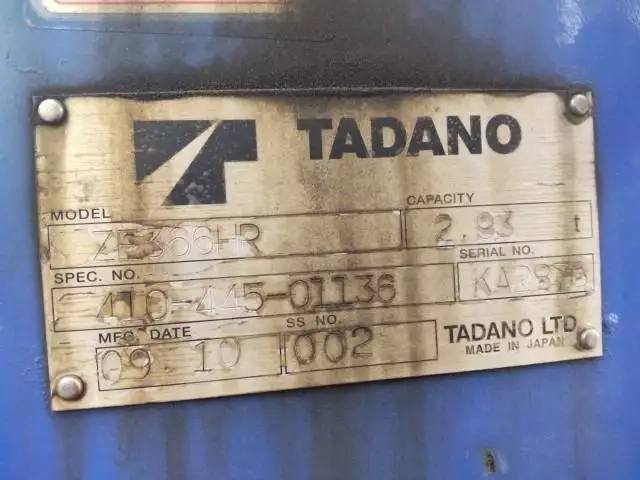 TADANO
MODEL
ZE366HR
CAPACITY
2.93 t
SPEC. NO.
410-445-01136
SERIAL NO.
MFG. DATE
09 10
SS NO.
002
TADANO LTD
MADE IN JAPAN